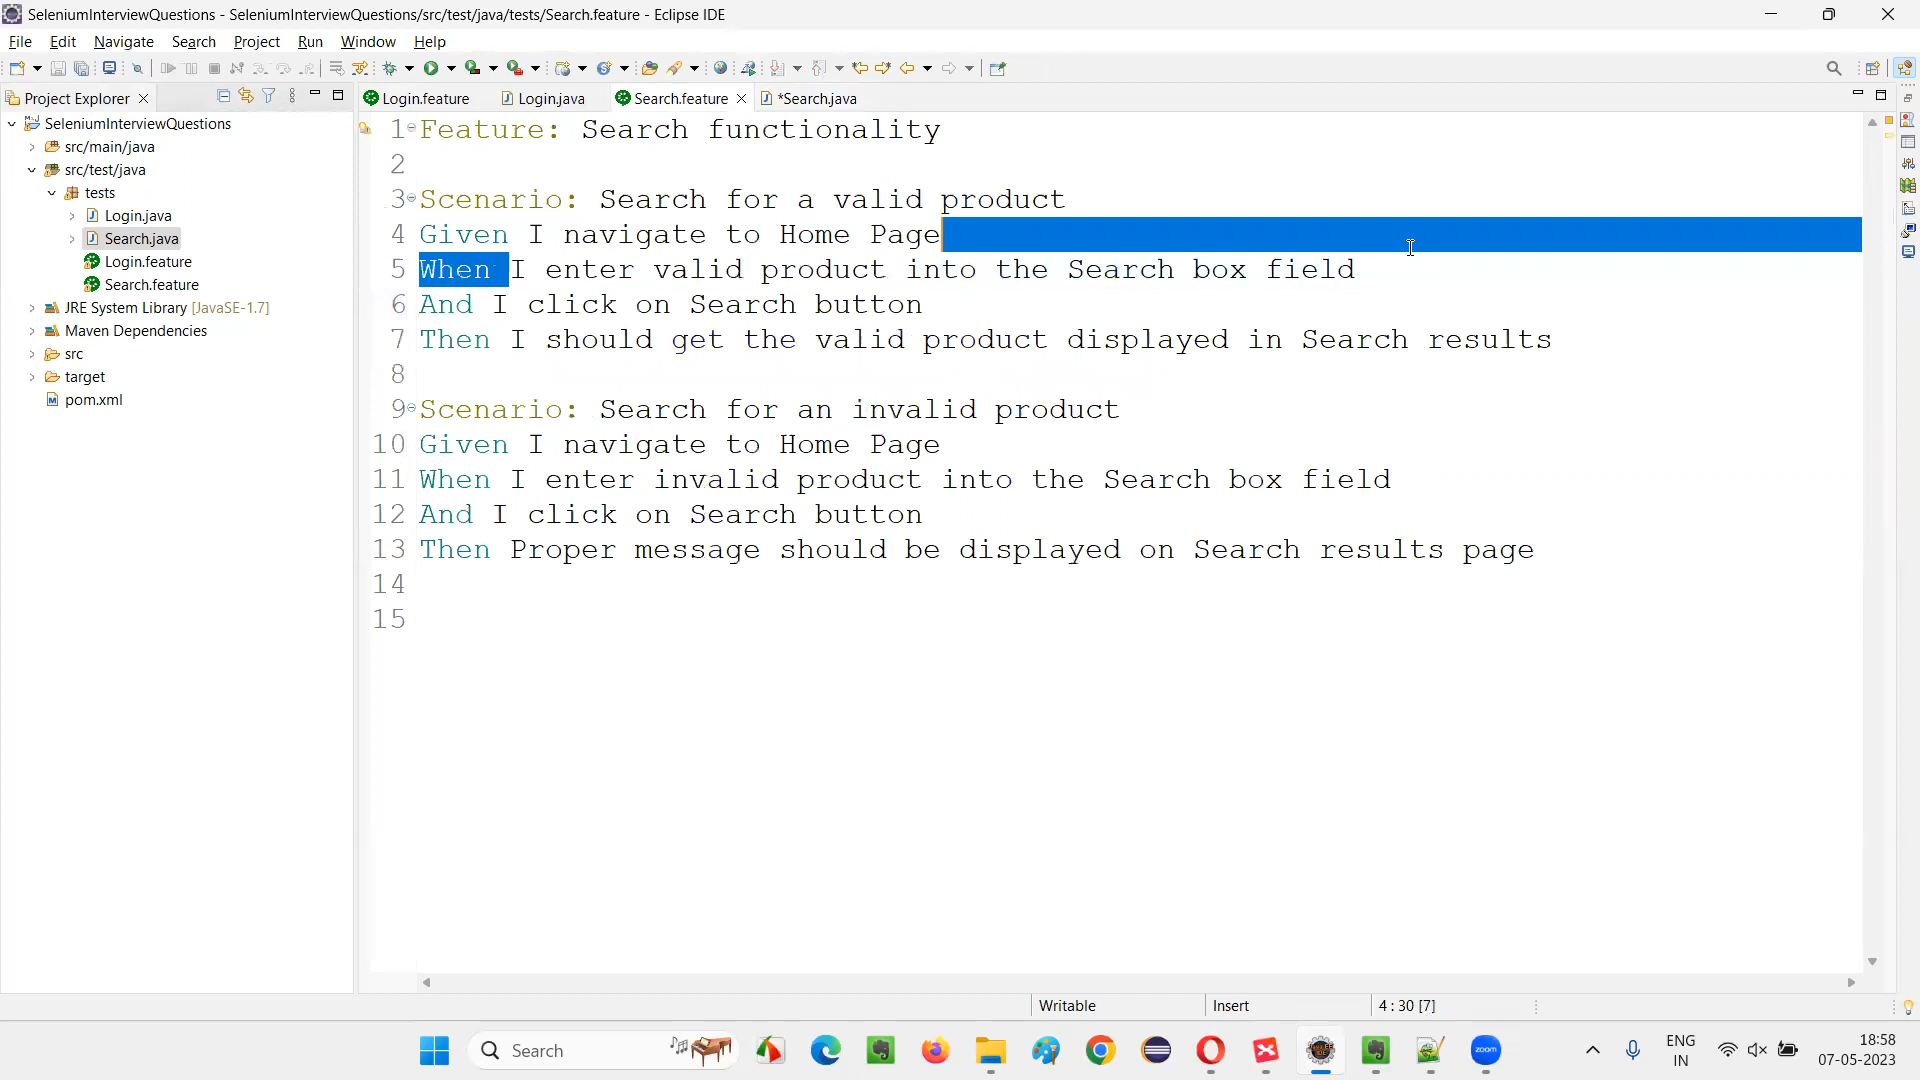 SeleniumInterviewQuestions - SeleniumInterviewQuestions/src/test/java/tests/Search.feature - Eclipse IDE
File Edit Navigate Search Project Run Window Help
Project Explorer
Login.feature Login.java Search.feature *Search.java
SeleniumInterviewQuestions
src/main/java
src/test/java
tests
Login.java
Search.java
Login.feature
Search.feature
JRE System Library [JavaSE-1.7]
Maven Dependencies
src
target
pom.xml
1 Feature: Search functionality
2
3 Scenario: Search for a valid product
4 Given I navigate to Home Page
5 When I enter valid product into the Search box field
6 And I click on Search button
7 Then I should get the valid product displayed in Search results
8
9 Scenario: Search for an invalid product
10 Given I navigate to Home Page
11 When I enter invalid product into the Search box field
12 And I click on Search button
13 Then Proper message should be displayed on Search results page
14
15
Writable Insert 4 : 30 [7]
Search
zoom
ENG
IN
18:58
07-05-2023